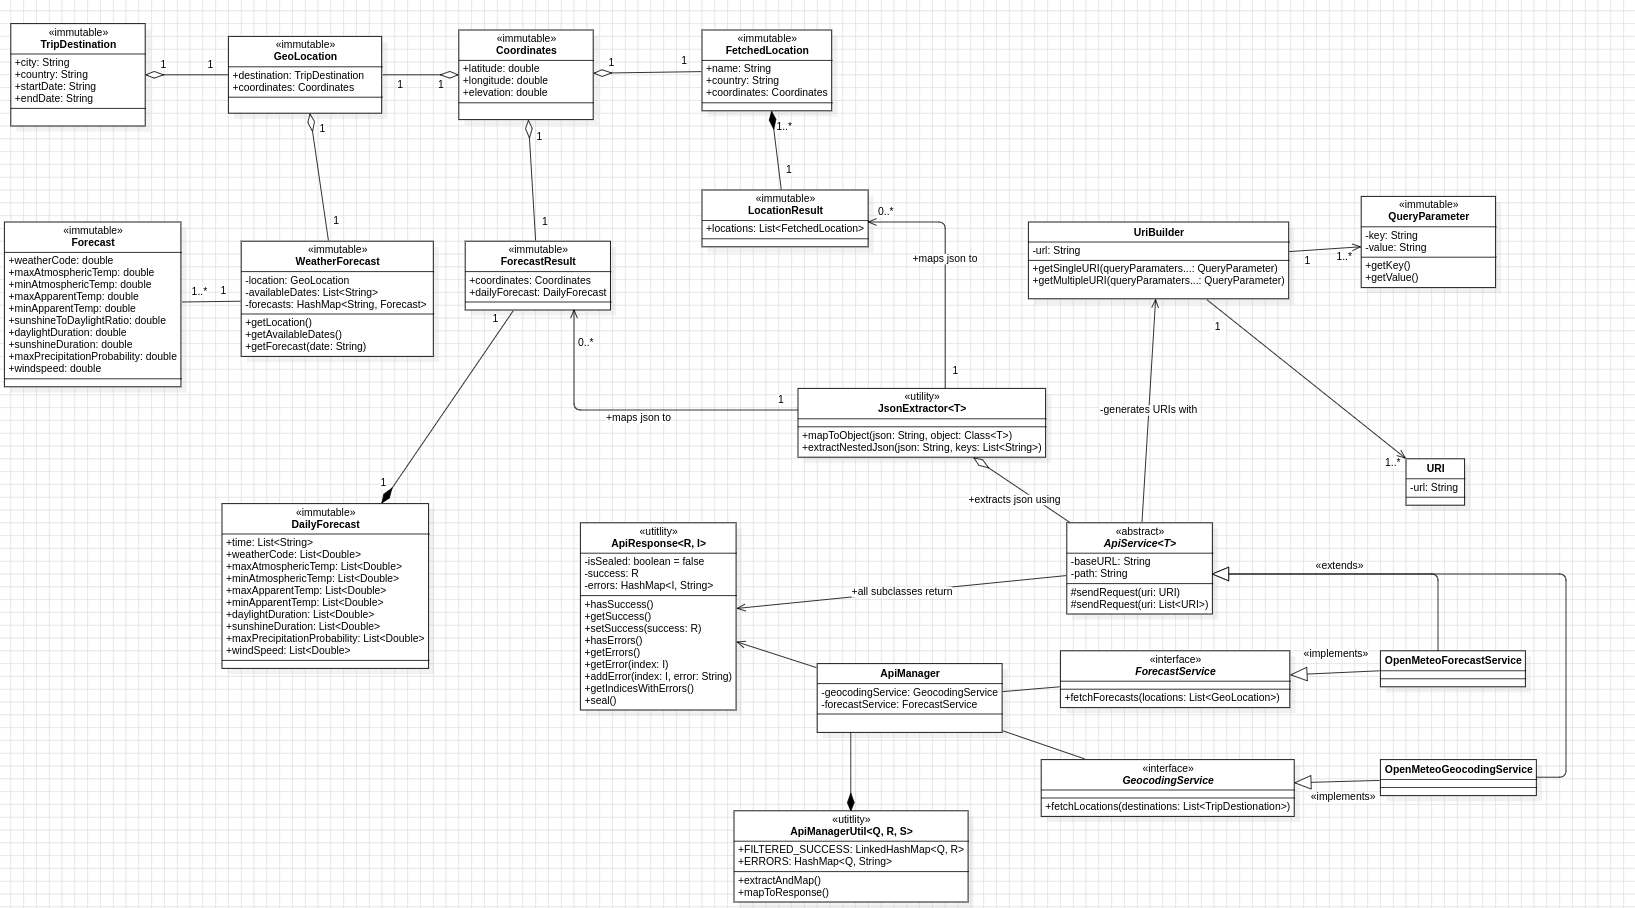 «immutable»
TripDestination
+city: String
+country: String
+startDate: String
+endDate: String
1
1
«immutable»
GeoLocation
+destination: TripDestination
+coordinates: Coordinates
1
1
1
1
«immutable»
Coordinates
+latitude: double
+longitude: double
+elevation: double
1
1
1
1
«immutable»
FetchedLocation
+name: String
+country: String
+coordinates: Coordinates
1..*
1
«immutable»
LocationResult
+locations: List<FetchedLocation>
0..*
+maps json to
1
«immutable»
Forecast
+weatherCode: double
+maxAtmosphericTemp: double
+minAtmosphericTemp: double
+maxApparentTemp: double
+minApparentTemp: double
+sunshineToDaylightRatio: double
+daylightDuration: double
+sunshineDuration: double
+maxPrecipitationProbability: double
+windspeed: double
1..*
1
«immutable»
WeatherForecast
-location: GeoLocation
-availableDates: List<String>
-forecasts: HashMap<String, Forecast>
+getLocation()
+getAvailableDates()
+getForecast(date: String)
«immutable»
ForecastResult
+coordinates: Coordinates
+dailyForecast: DailyForecast
1
0..*
+maps json to
1
1
UriBuilder
-url: String
+getSingleURI(queryParamaters...: QueryParameter)
+getMultipleURI(queryParamaters...: QueryParameter)
1
1..*
«immutable»
QueryParameter
-key: String
-value: String
+getKey()
+getValue()
1
1..*
URI
-url: String
-generates URIs with
«utility»
JsonExtractor<T>
+mapToObject(json: String, object: Class<T>)
+extractNestedJson(json: String, keys: List<String>)
+extracts json using
«immutable»
DailyForecast
+time: List<String>
+weatherCode: List<Double>
+maxAtmosphericTemp: List<Double>
+minAtmosphericTemp: List<Double>
+maxApparentTemp: List<Double>
+minApparentTemp: List<Double>
+daylightDuration: List<Double>
+sunshineDuration: List<Double>
+maxPrecipitationProbability: List<Double>
+windSpeed: List<Double>
«utitlity»
ApiResponse<R, I>
-isSealed: boolean = false
-success: R
-errors: HashMap<I, String>
+hasSuccess()
+getSuccess()
+setSuccess(success: R)
+hasErrors()
+getErrors()
+getError(index: I)
+addError(index: I, error: String)
+getIndicesWithErrors()
+seal()
+all subclasses return
«abstract»
ApiService<T>
-baseURL: String
-path: String
#sendRequest(uri: URI)
#sendRequest(uri: List<URI>)
«extends»
ApiManager
-geocodingService: GeocodingService
-forecastService: ForecastService
«interface»
ForecastService
+fetchForecasts(locations: List<GeoLocation>)
«implements»
OpenMeteoForecastService
«interface»
GeocodingService
+fetchLocations(destinations: List<TripDestionation>)
«implements»
OpenMeteoGeocodingService
«utitlity»
ApiManagerUtil<Q, R, S>
+FILTERED_SUCCESS: LinkedHashMap<Q, R>
+ERRORS: HashMap<Q, String>
+extractAndMap()
+mapToResponse()